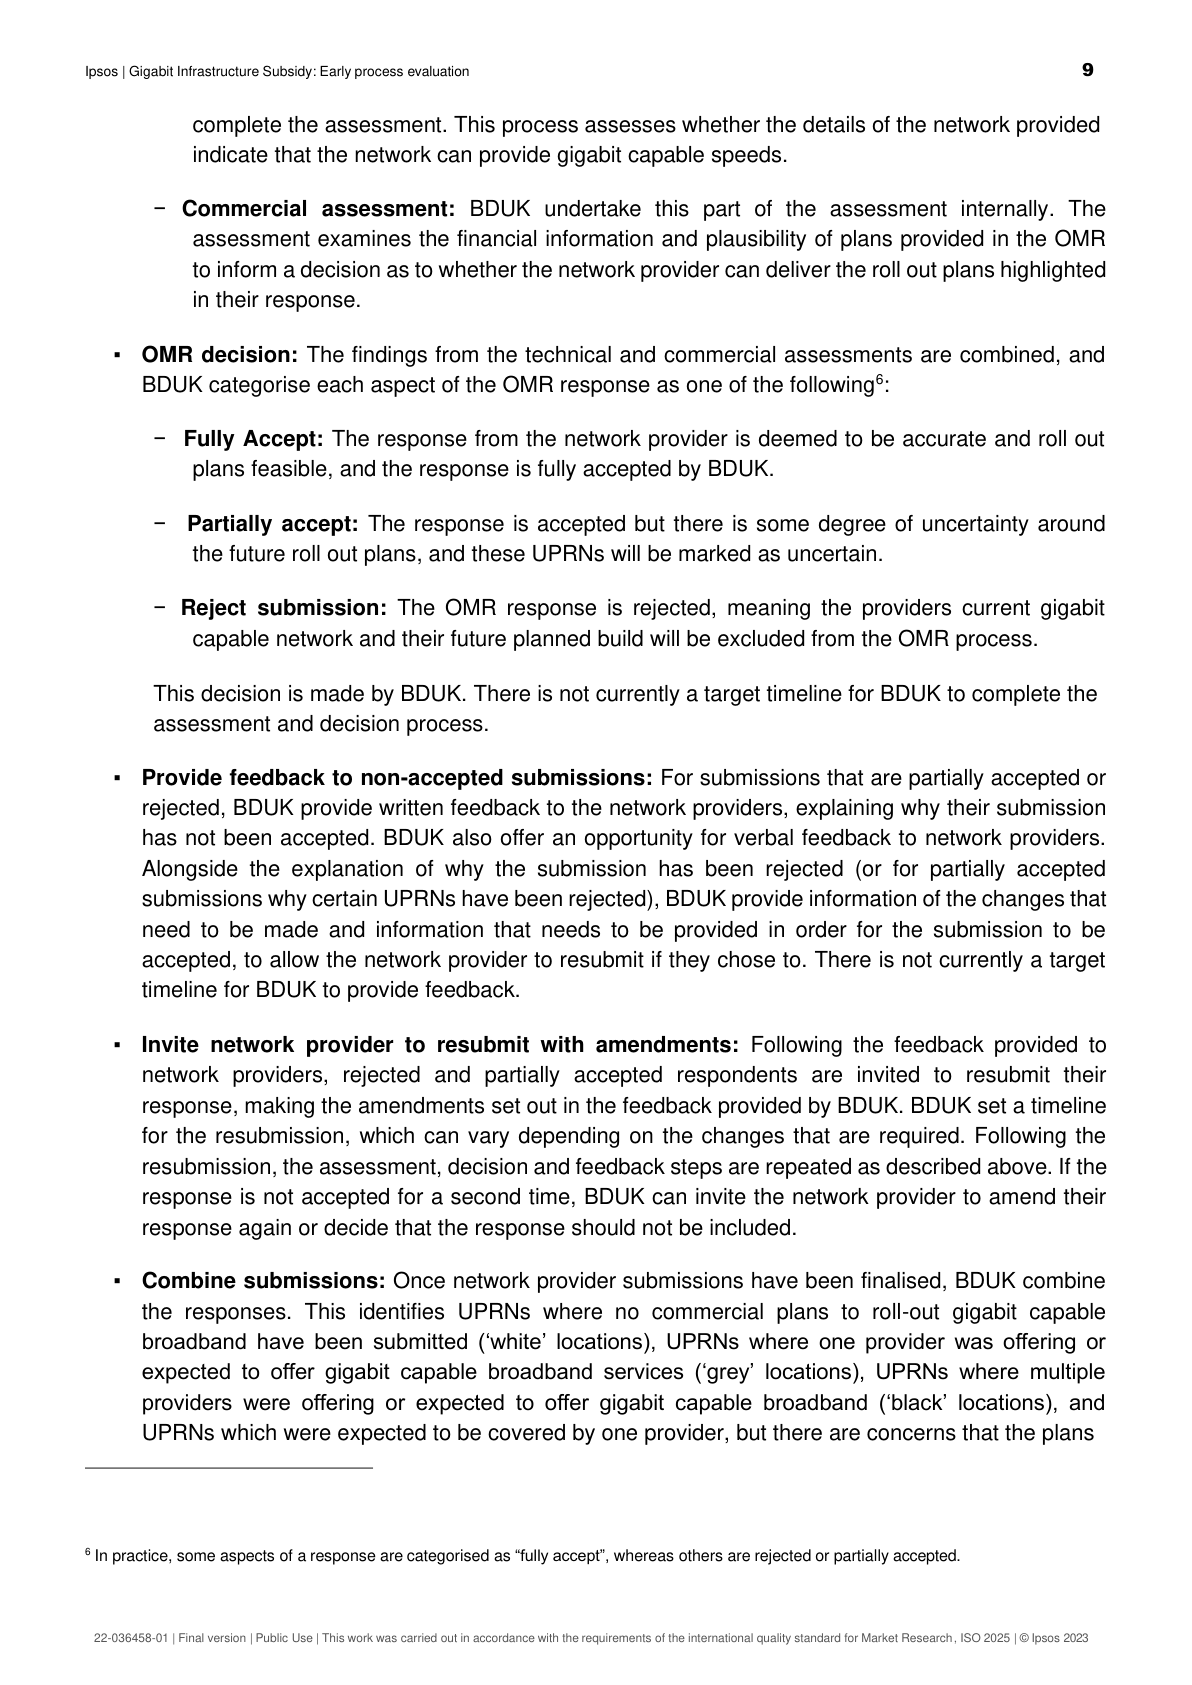 Ipsos | Gigabit Infrastructure Subsidy: Early process evaluation 9
complete the assessment. This process assesses whether the details of the network provided
indicate that the network can provide gigabit capable speeds.
− Commercial assessment: BDUK undertake this part of the assessment internally. The
assessment examines the financial information and plausibility of plans provided in the OMR
to inform a decision as to whether the network provider can deliver the roll out plans highlighted
in their response.
▪ OMR decision: The findings from the technical and commercial assessments are combined, and
BDUK categorise each aspect of the OMR response as one of the following6:
− Fully Accept: The response from the network provider is deemed to be accurate and roll out
plans feasible, and the response is fully accepted by BDUK.
− Partially accept: The response is accepted but there is some degree of uncertainty around
the future roll out plans, and these UPRNs will be marked as uncertain.
− Reject submission: The OMR response is rejected, meaning the providers current gigabit
capable network and their future planned build will be excluded from the OMR process.
This decision is made by BDUK. There is not currently a target timeline for BDUK to complete the
assessment and decision process.
▪ Provide feedback to non-accepted submissions: For submissions that are partially accepted or
rejected, BDUK provide written feedback to the network providers, explaining why their submission
has not been accepted. BDUK also offer an opportunity for verbal feedback to network providers.
Alongside the explanation of why the submission has been rejected (or for partially accepted
submissions why certain UPRNs have been rejected), BDUK provide information of the changes that
need to be made and information that needs to be provided in order for the submission to be
accepted, to allow the network provider to resubmit if they chose to. There is not currently a target
timeline for BDUK to provide feedback.
▪ Invite network provider to resubmit with amendments: Following the feedback provided to
network providers, rejected and partially accepted respondents are invited to resubmit their
response, making the amendments set out in the feedback provided by BDUK. BDUK set a timeline
for the resubmission, which can vary depending on the changes that are required. Following the
resubmission, the assessment, decision and feedback steps are repeated as described above. If the
response is not accepted for a second time, BDUK can invite the network provider to amend their
response again or decide that the response should not be included.
▪ Combine submissions: Once network provider submissions have been finalised, BDUK combine
the responses. This identifies UPRNs where no commercial plans to roll-out gigabit capable
broadband have been submitted (‘white’ locations), UPRNs where one provider was offering or
expected to offer gigabit capable broadband services (‘grey’ locations), UPRNs where multiple
providers were offering or expected to offer gigabit capable broadband (‘black’ locations), and
UPRNs which were expected to be covered by one provider, but there are concerns that the plans
6 In practice, some aspects of a response are categorised as “fully accept”, whereas others are rejected or partially accepted.
22-036458-01 | Final version | Public Use | This work was carried out in accordance with the requirements of the international quality standard for Market Research, ISO 2025 | © Ipsos 2023